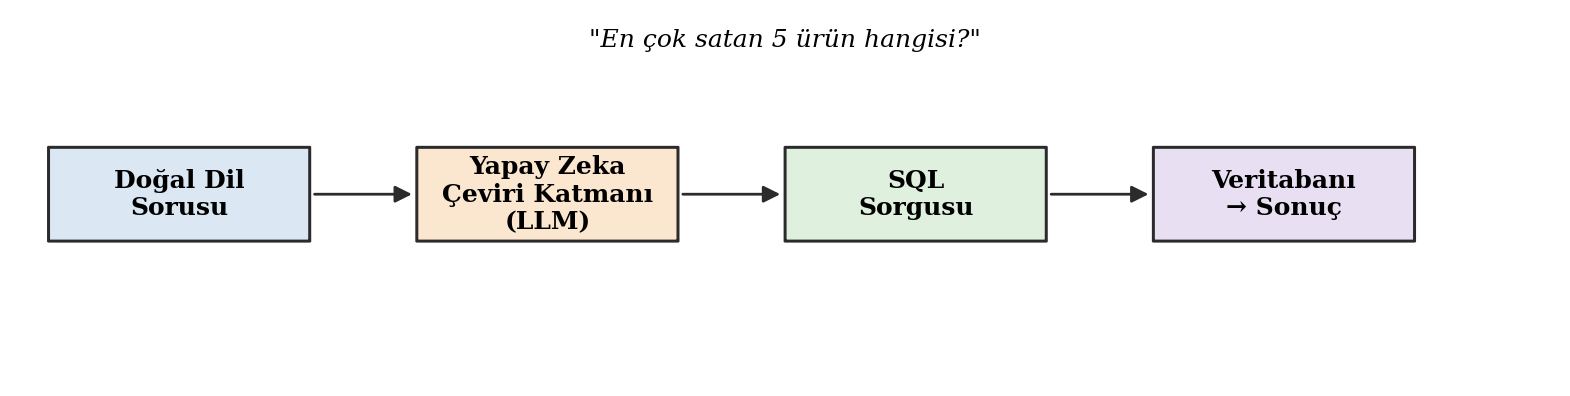 "En çok satan 5 ürün hangisi?"
Doğal Dil
Sorusu
Yapay Zeka
Çeviri Katmanı
(LLM)
SQL
Sorgusu
Veritabanı
→ Sonuç